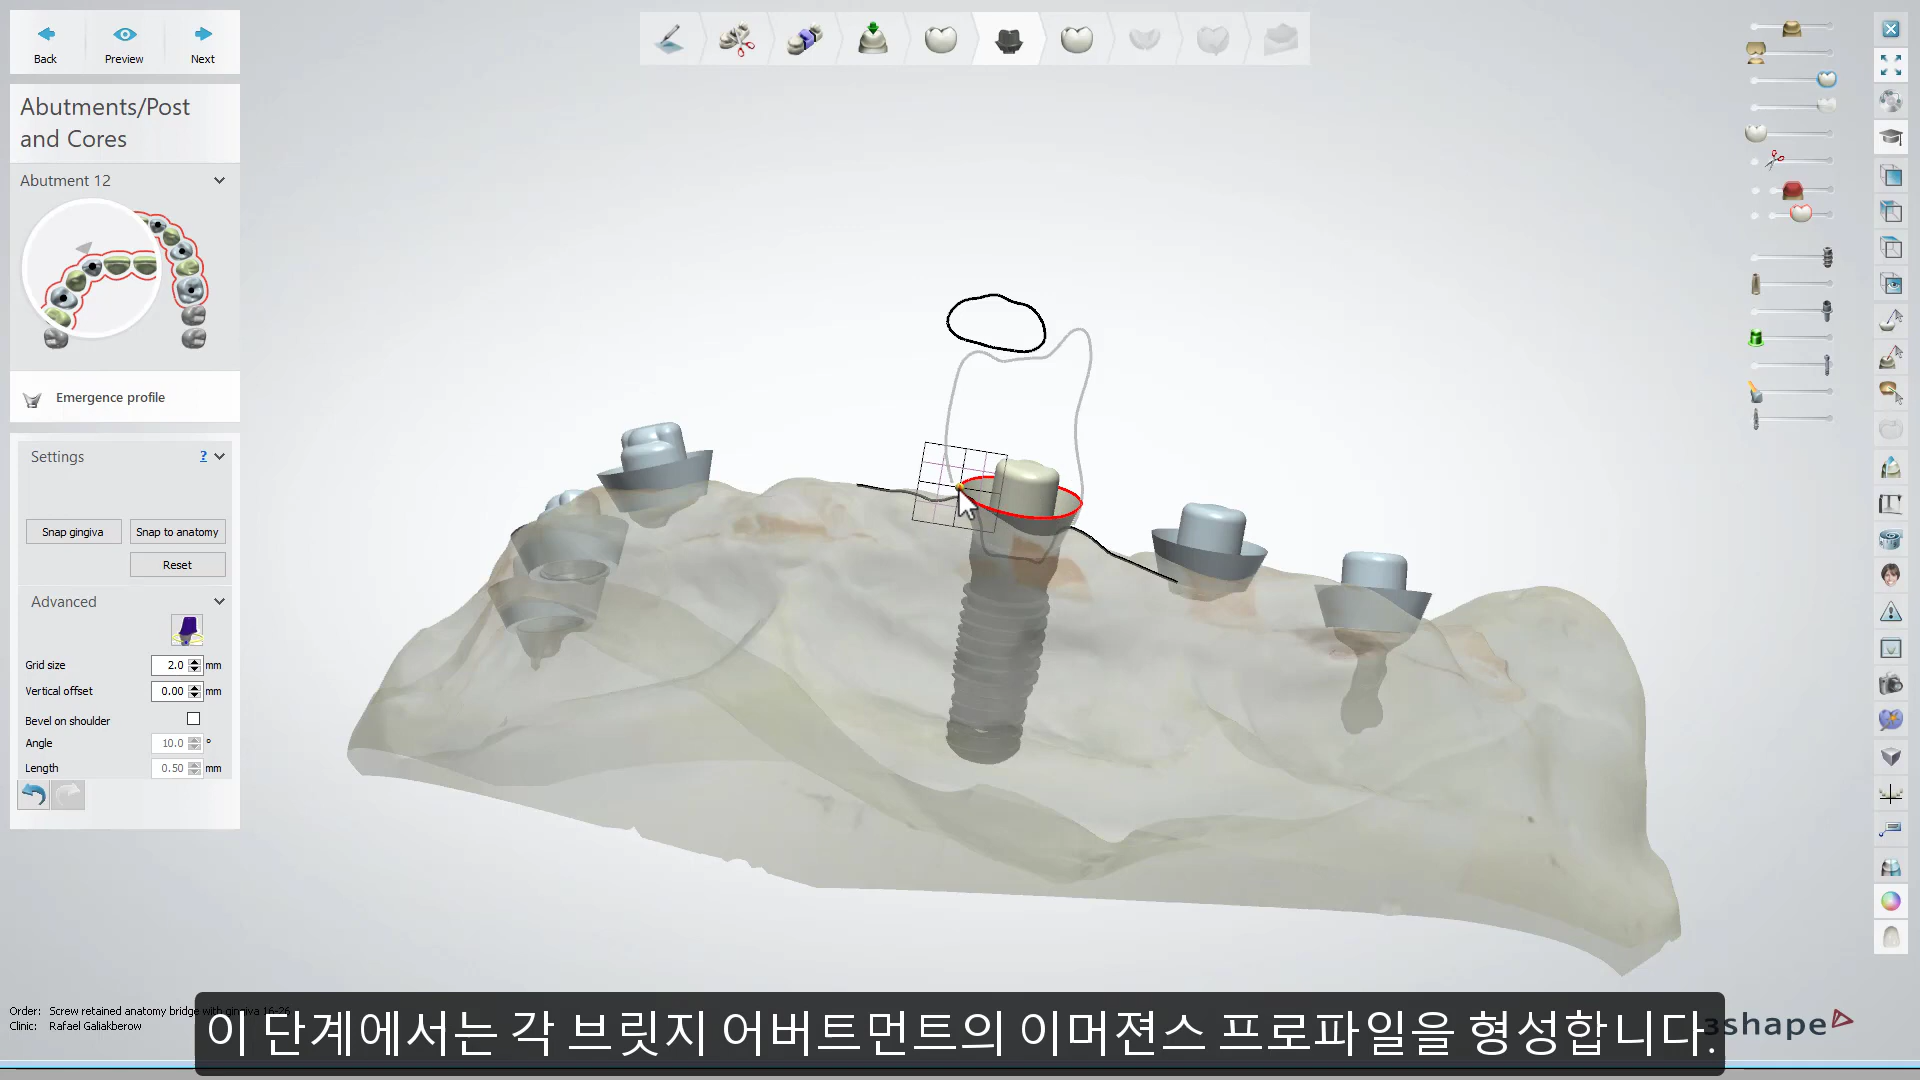 Back
Preview
Next
Abutments/Post
and Cores
Abutment 12
Emergence profile
Settings ?
Snap gingiva
Snap to anatomy
Reset
Advanced
Grid size 2.0 mm
Vertical offset 0.00 mm
Bevel on shoulder
Angle 10.0 °
Length 0.50 mm
Order: Screw retained anatomy bridge with gingiva 16-26
Clinic: Rafael Galiakberow
이 단계에서는 각 브릿지 어버트먼트의 이머젼스 프로파일을 형성합니다.
3shape